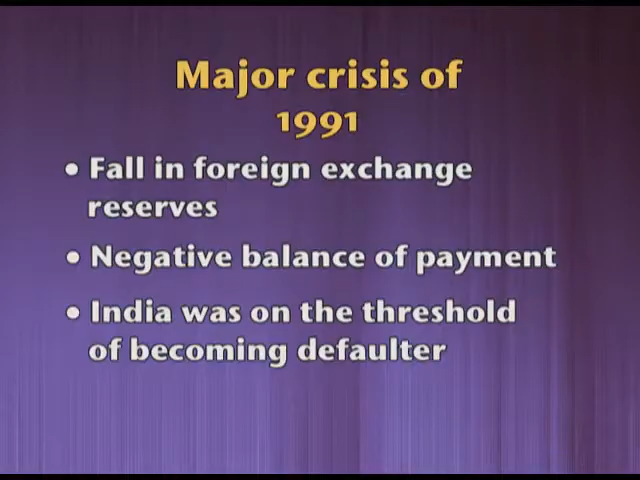 Major crisis of
1991
• Fall in foreign exchange
reserves
• Negative balance of payment
• India was on the threshold
of becoming defaulter